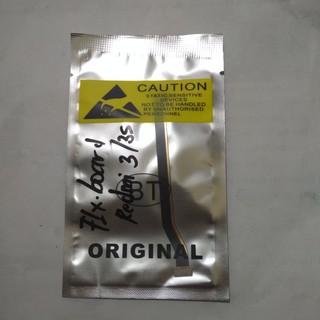 CAUTION
STATIC SENSITIVE
DEVICES
NOT TO BE HANDLED
BY UNAUTHORISED
PERSONNEL
Flx.board
Redmi 3/3s
T
ORIGINAL